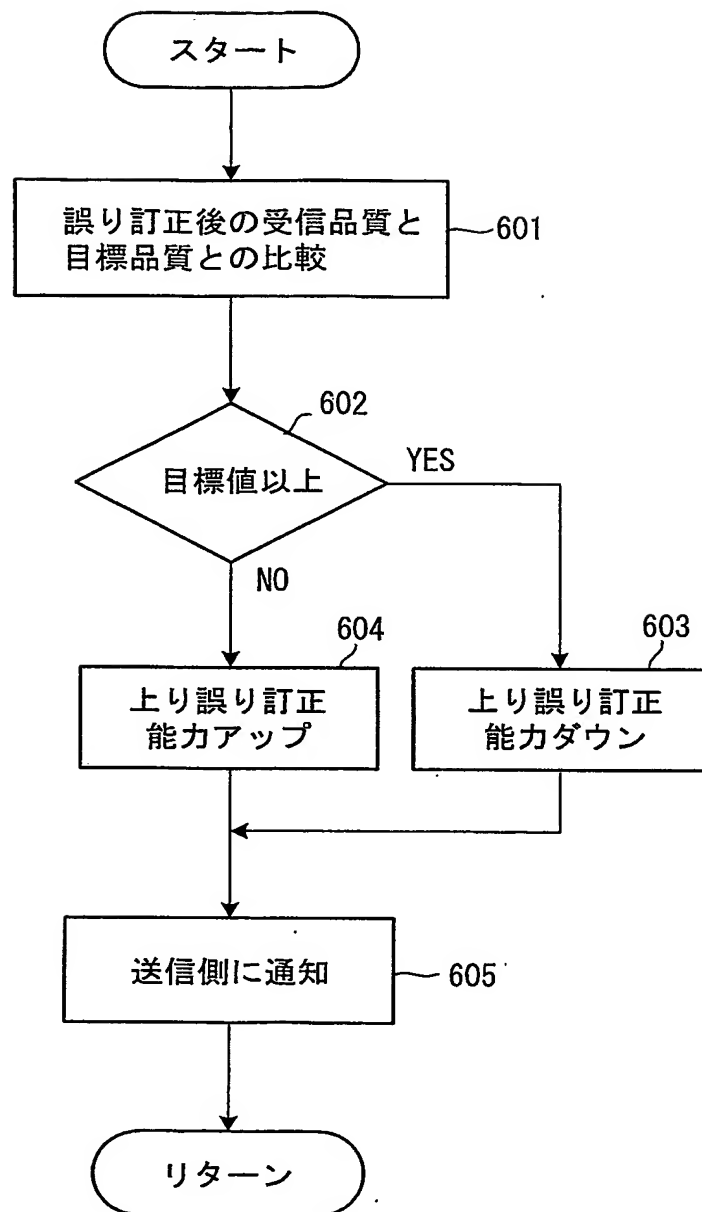 スタート
誤り訂正後の受信品質と
目標品質との比較
601
602
目標値以上
YES
NO
604
603
上り誤り訂正
能力アップ
上り誤り訂正
能力ダウン
送信側に通知
605
リターン